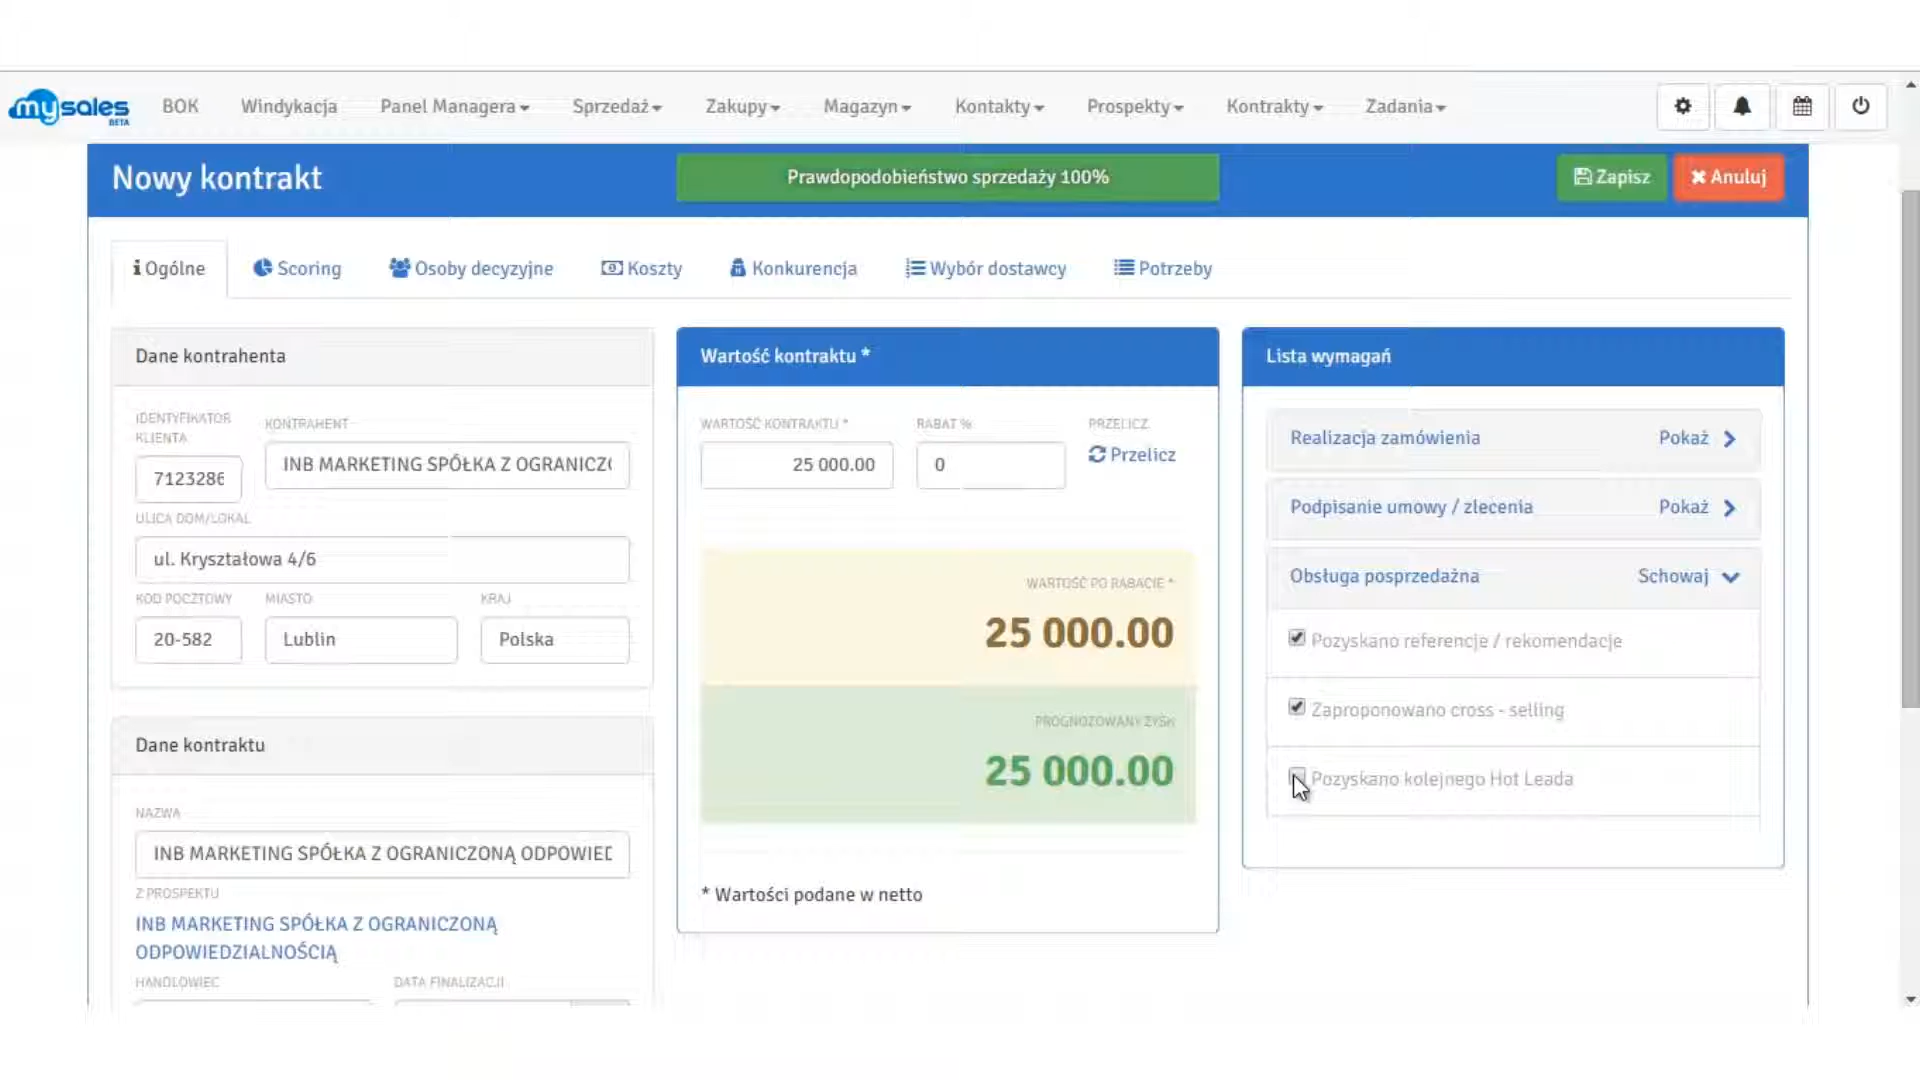 mysales
BETA
BOK
Windykacja
Panel Managera
Sprzedaż
Zakupy
Magazyn
Kontakty
Prospekty
Kontrakty
Zadania
Nowy kontrakt
Prawdopodobieństwo sprzedaży 100%
Zapisz
Anuluj
Ogólne
Scoring
Osoby decyzyjne
Koszty
Konkurencja
Wybór dostawcy
Potrzeby
Dane kontrahenta
IDENTYFIKATOR
KLIENTA
KONTRAHENT
7123286
INB MARKETING SPÓŁKA Z OGRANICZO
ULICA DOM/LOKAL
ul. Kryształowa 4/6
KOD POCZTOWY
MIASTO
KRAJ
20-582
Lublin
Polska
Dane kontraktu
NAZWA
INB MARKETING SPÓŁKA Z OGRANICZONĄ ODPOWIED
Z PROSPEKTU
INB MARKETING SPÓŁKA Z OGRANICZONĄ
ODPOWIEDZIALNOŚCIĄ
HANDLOWIEC
DATA FINALIZACJI
Wartość kontraktu *
WARTOŚĆ KONTRAKTU *
RABAT %
PRZELICZ
25 000.00
0
Przelicz
WARTOŚĆ PO RABACIE *
25 000.00
PROGNOZOWANY ZYSK
25 000.00
* Wartości podane w netto
Lista wymagań
Realizacja zamówienia
Pokaż
Podpisanie umowy / zlecenia
Pokaż
Obsługa posprzedażna
Schowaj
Pozyskano referencje / rekomendacje
Zaproponowano cross - selling
Pozyskano kolejnego Hot Leada